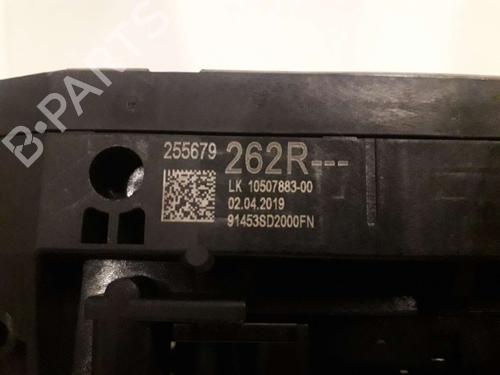 B-PARTS
255679 262R---
LK 10507883-00
02.04.2019
91453SD2000FN